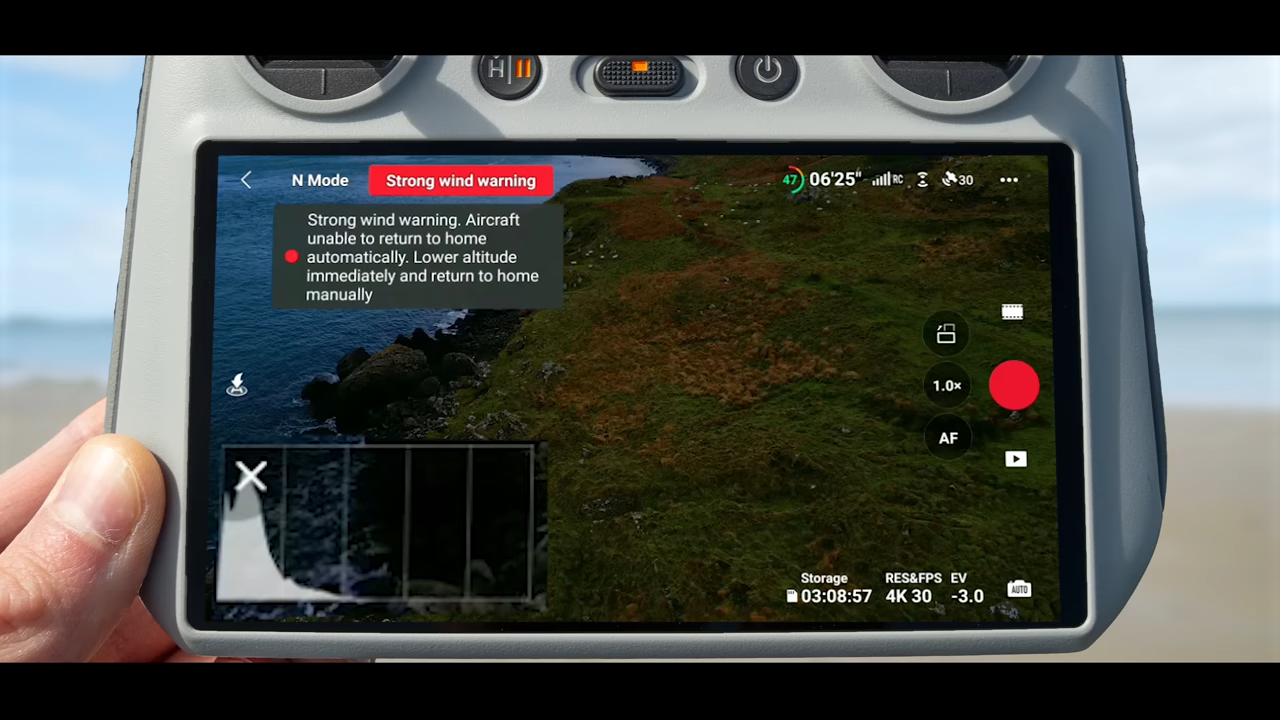 H
N Mode
Strong wind warning
47 06'25" RC 30
Strong wind warning. Aircraft
unable to return to home
automatically. Lower altitude
immediately and return to home
manually
1.0×
AF
Storage RES&FPS EV
03:08:57 4K 30 -3.0
AUTO